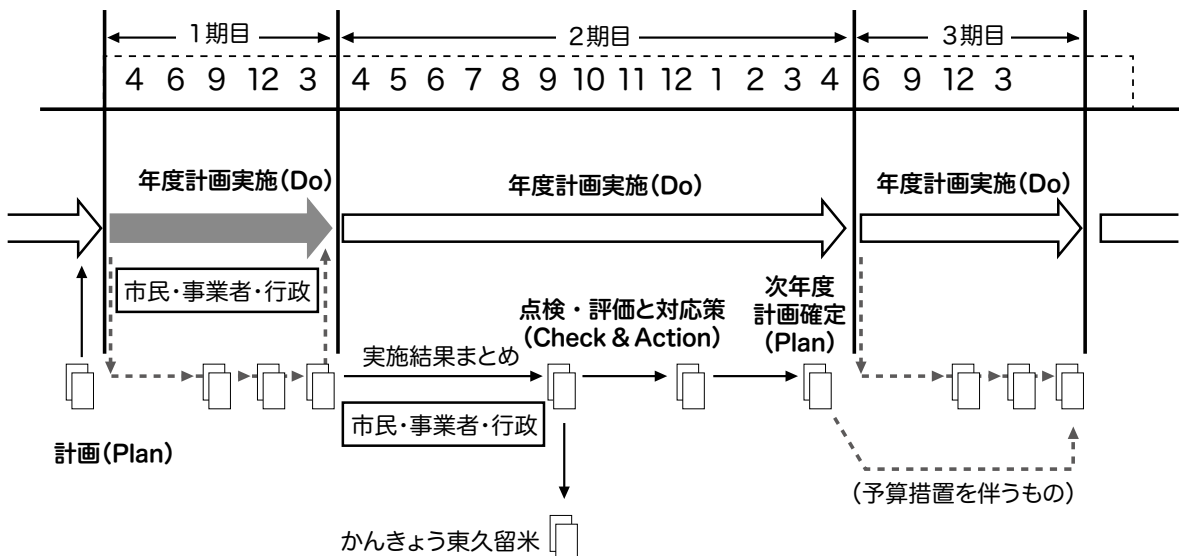 1期目
2期目
3期目
4 6 9 12 3 4 5 6 7 8 9 10 11 12 1 2 3 4 6 9 12 3
年度計画実施(Do)
年度計画実施(Do)
年度計画実施(Do)
市民・事業者・行政
点検・評価と対応策
(Check & Action)
次年度
計画確定
(Plan)
実施結果まとめ
市民・事業者・行政
計画(Plan)
(予算措置を伴うもの)
かんきょう東久留米